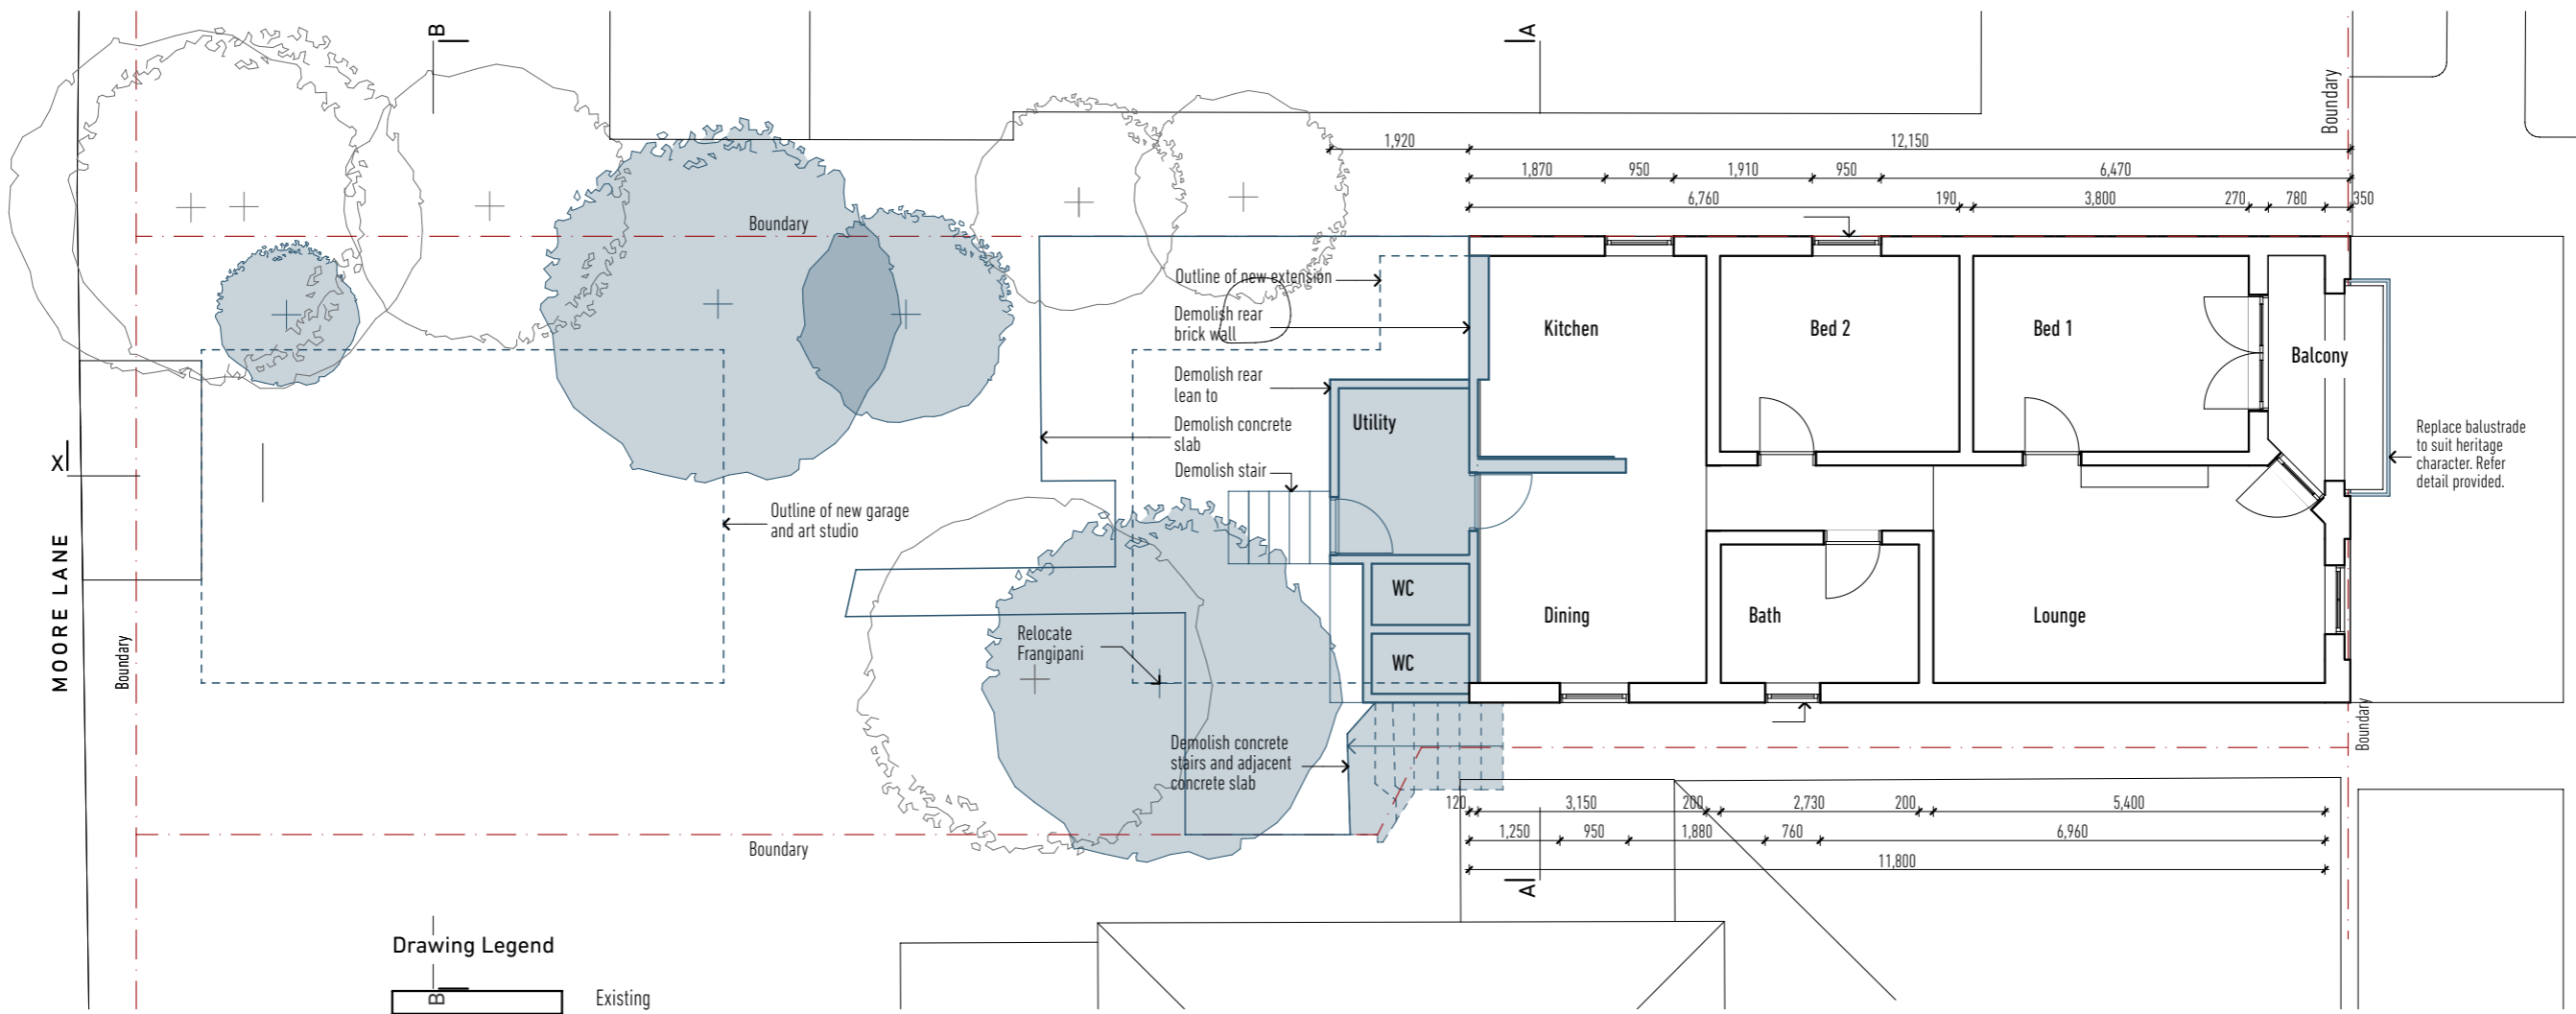 B
A
Boundary
1,920
12,150
1,870
950
1,910
950
6,470
6,760
190
3,800
270
780
350
Boundary
Outline of new extension
Demolish rear
brick wall
Kitchen
Bed 2
Bed 1
Balcony
Demolish rear
lean to
Utility
Demolish concrete
slab
Replace balustrade
to suit heritage
character. Refer
detail provided.
X
Demolish stair
Outline of new garage
and art studio
MOORE LANE
Boundary
WC
Dining
Bath
Lounge
Relocate
Frangipani
WC
Boundary
Demolish concrete
stairs and adjacent
concrete slab
120
3,150
200
2,730
200
5,400
1,250
950
1,880
760
6,960
Boundary
11,800
A
Drawing Legend
B
Existing